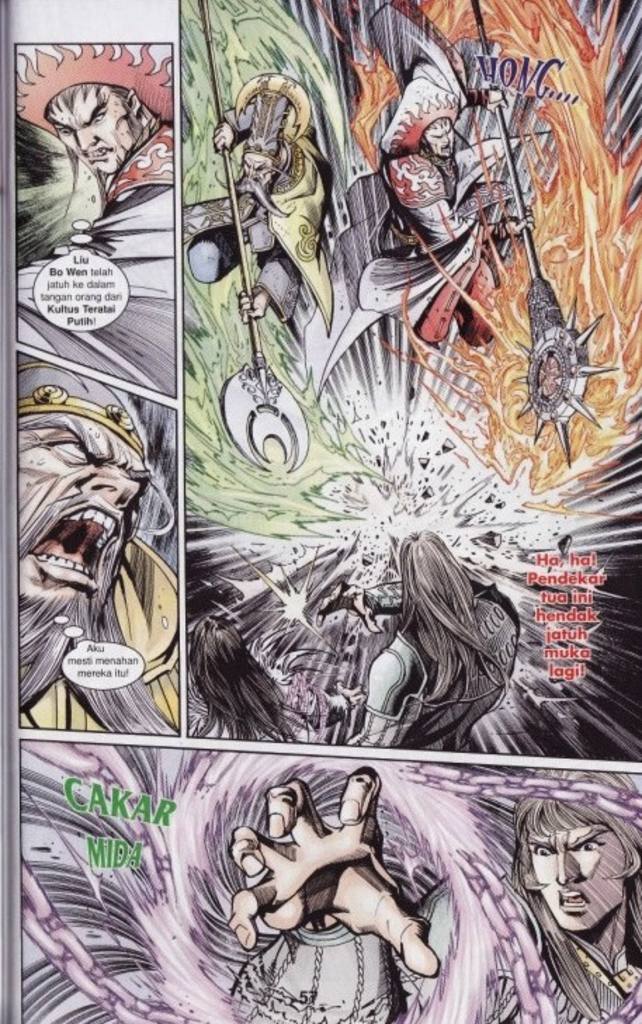 Liu
Bo Wen telah
jatuh ke dalam
tangan orang dari
Kultus Teratai
Putih!
HONG....
Aku
mesti menahan
mereka itu!
Ha, ha!
Pendekar
tua ini
hendak
jatuh
muka
lagi!
CAKAR
MIDA
57